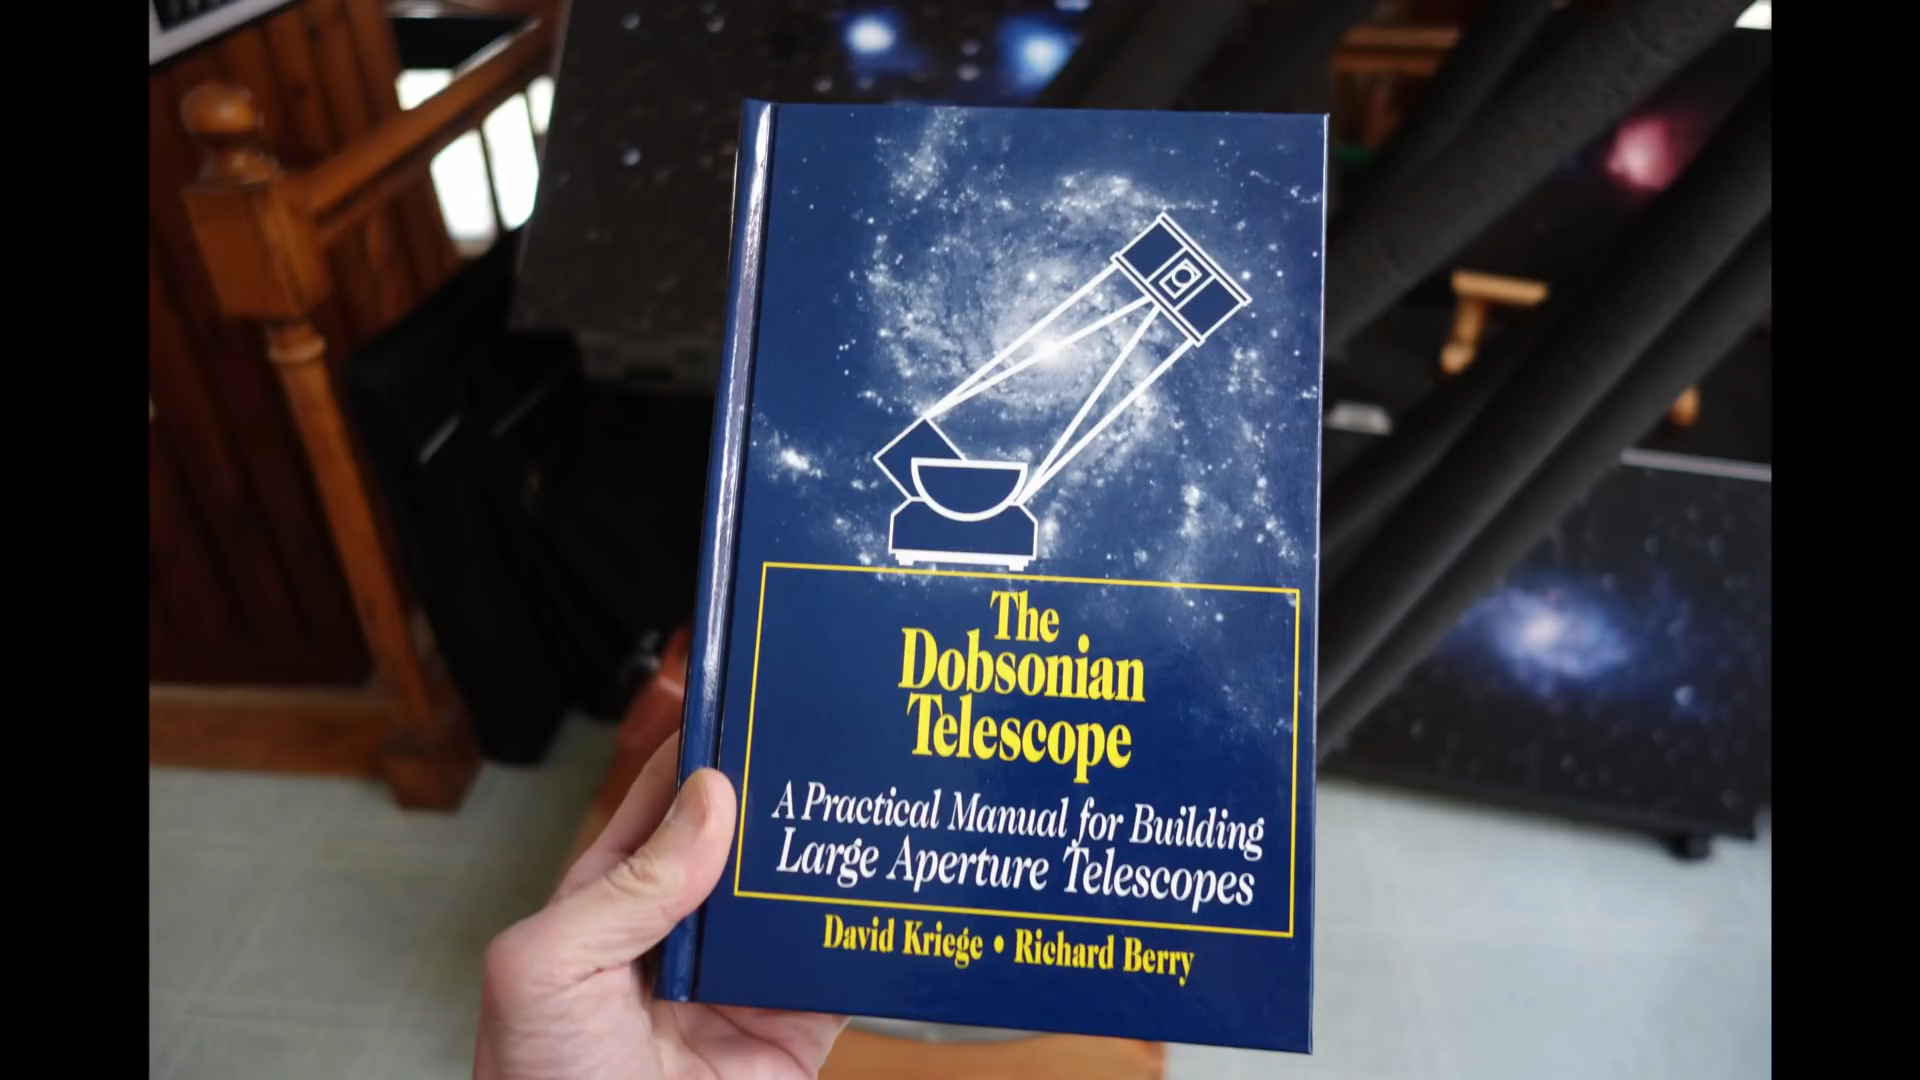 The
Dobsonian
Telescope
A Practical Manual for Building
Large Aperture Telescopes
David Kriege • Richard Berry